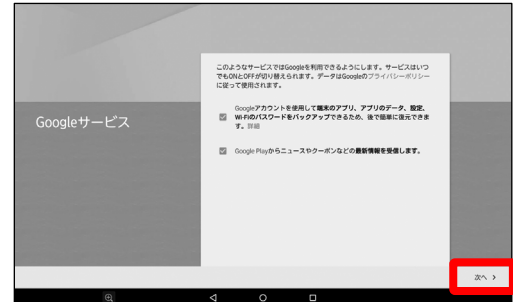 このようなサービスではGoogleを利用できるようにします。サービスはいつ
でもONとOFFが切り替えられます。データはGoogleのプライバシーポリシー
に従って使用されます。
Googleサービス
Googleアカウントを使用して端末のアプリ、アプリのデータ、設定、
Wi-Fiのパスワードをバックアップできるため、後で簡単に復元できま
す。詳細
Google Playからニュースやクーポンなどの最新情報を受信します。
次へ